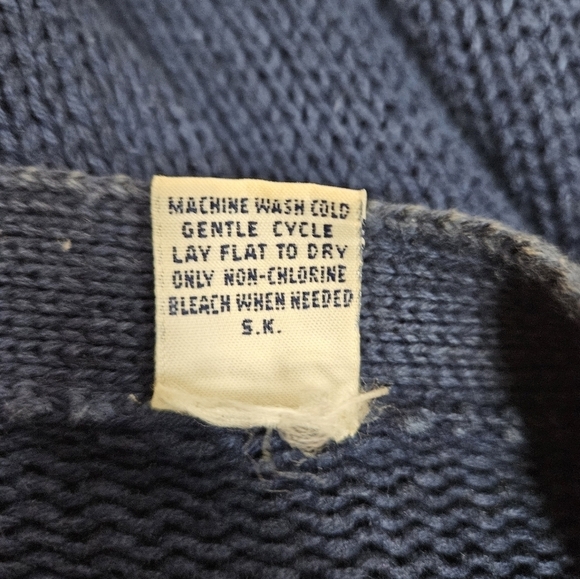 MACHINE WASH COLD
GENTLE CYCLE
LAY FLAT TO DRY
ONLY NON-CHLORINE
BLEACH WHEN NEEDED
S.K.